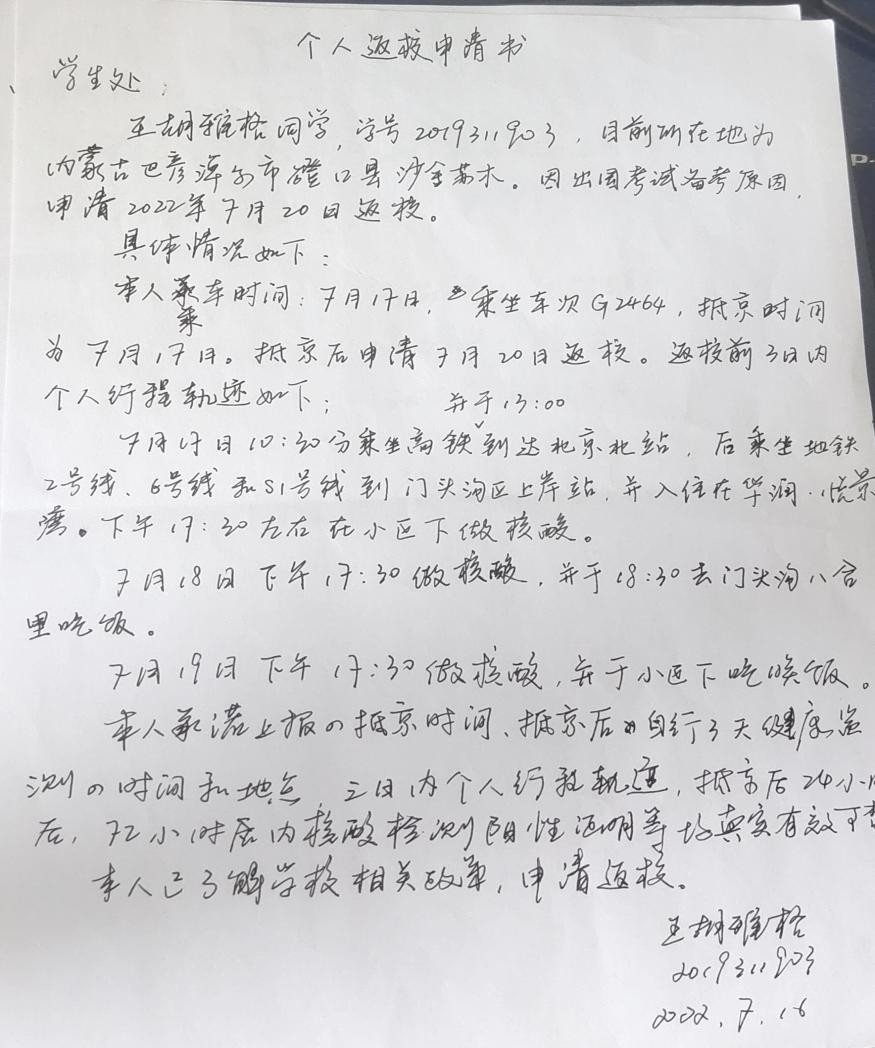 个人返校申请书
学生处：
王胡雅格同学，学号2019311903，目前所在地为
内蒙古巴彦淖尔市磴口县沙金苏木。因出国考试备考原因，
申请2022年7月20日返校。
具体情况如下：
本人乘车时间：7月17日，乘坐车次G2464，抵京时间
乘
为7月17日。抵京后申请7月20日返校。返校前3日内
个人行程轨迹如下；
并于13:00
7月17日10:30分乘坐高铁到达北京北站，后乘坐地铁
2号线、6号线和S1号线到门头沟区上岸站，并入住在华润·悦景
湾。下午17:30左右在小区下做核酸。
7月18日下午17:30做核酸，并于18:30去门头沟八合
里吃饭。
7月19日下午17:30做核酸，并于小区下吃晚饭。
本人承诺上报的抵京时间、抵京后自行3天健康监
测的时间和地点，三日内个人行程轨迹，抵京后24小时
后，72小时后内核酸检测阴性证明等均真实有效可查
本人已了解学校相关政策，申请返校。
王胡雅格
2019311903
2022.7.16